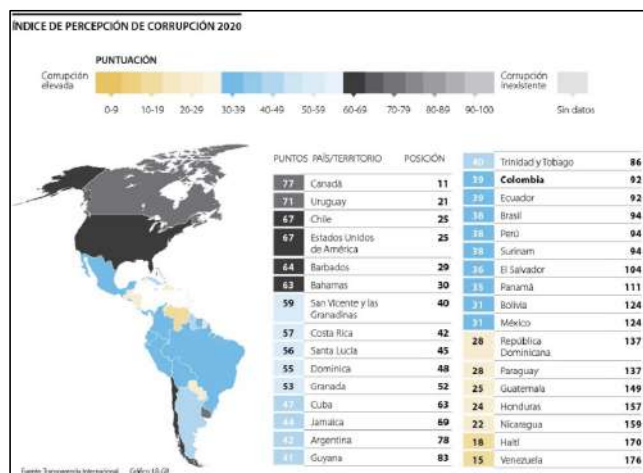 ÍNDICE DE PERCEPCIÓN DE CORRUPCIÓN 2020
PUNTUACIÓN
Corrupción elevada
Corrupción inexistente
0-9 10-19 20-29 30-39 40-49 50-59 60-69 70-79 80-89 90-100 Sin datos
PUNTOS PAÍS/TERRITORIO POSICIÓN
77 Canadá 11
71 Uruguay 21
67 Chile 25
67 Estados Unidos de América 25
64 Barbados 29
63 Bahamas 30
59 San Vicente y las Granadinas 40
57 Costa Rica 42
56 Santa Lucía 45
55 Dominica 48
53 Granada 52
47 Cuba 63
44 Jamaica 69
42 Argentina 78
41 Guyana 83
40 Trinidad y Tobago 86
39 Colombia 92
39 Ecuador 92
38 Brasil 94
38 Perú 94
38 Surinam 94
36 El Salvador 104
35 Panamá 111
31 Bolivia 124
31 México 124
28 República Dominicana 137
28 Paraguay 137
25 Guatemala 149
24 Honduras 157
22 Nicaragua 159
18 Haití 170
15 Venezuela 176
Fuente: Transparencia Internacional Gráfico: LR-GR